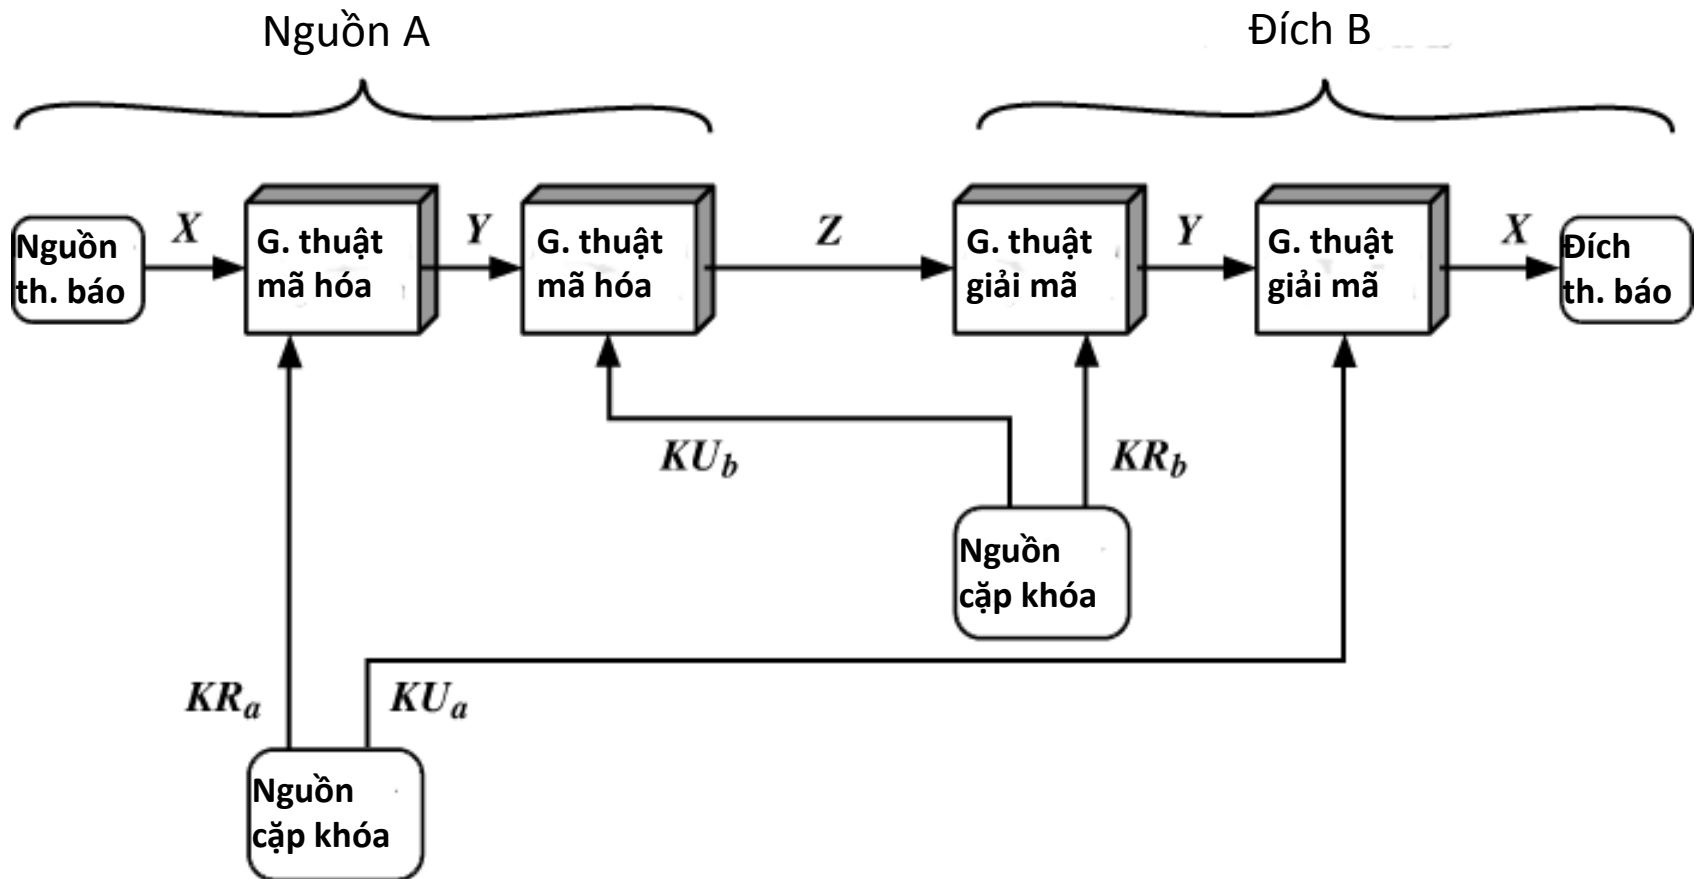 Nguồn A
Đích B
Nguồn
th. báo
X
G. thuật
mã hóa
Y
G. thuật
mã hóa
Z
G. thuật
giải mã
Y
G. thuật
giải mã
X
Đích
th. báo
KUb
KRb
Nguồn
cặp khóa
KRa
KUa
Nguồn
cặp khóa